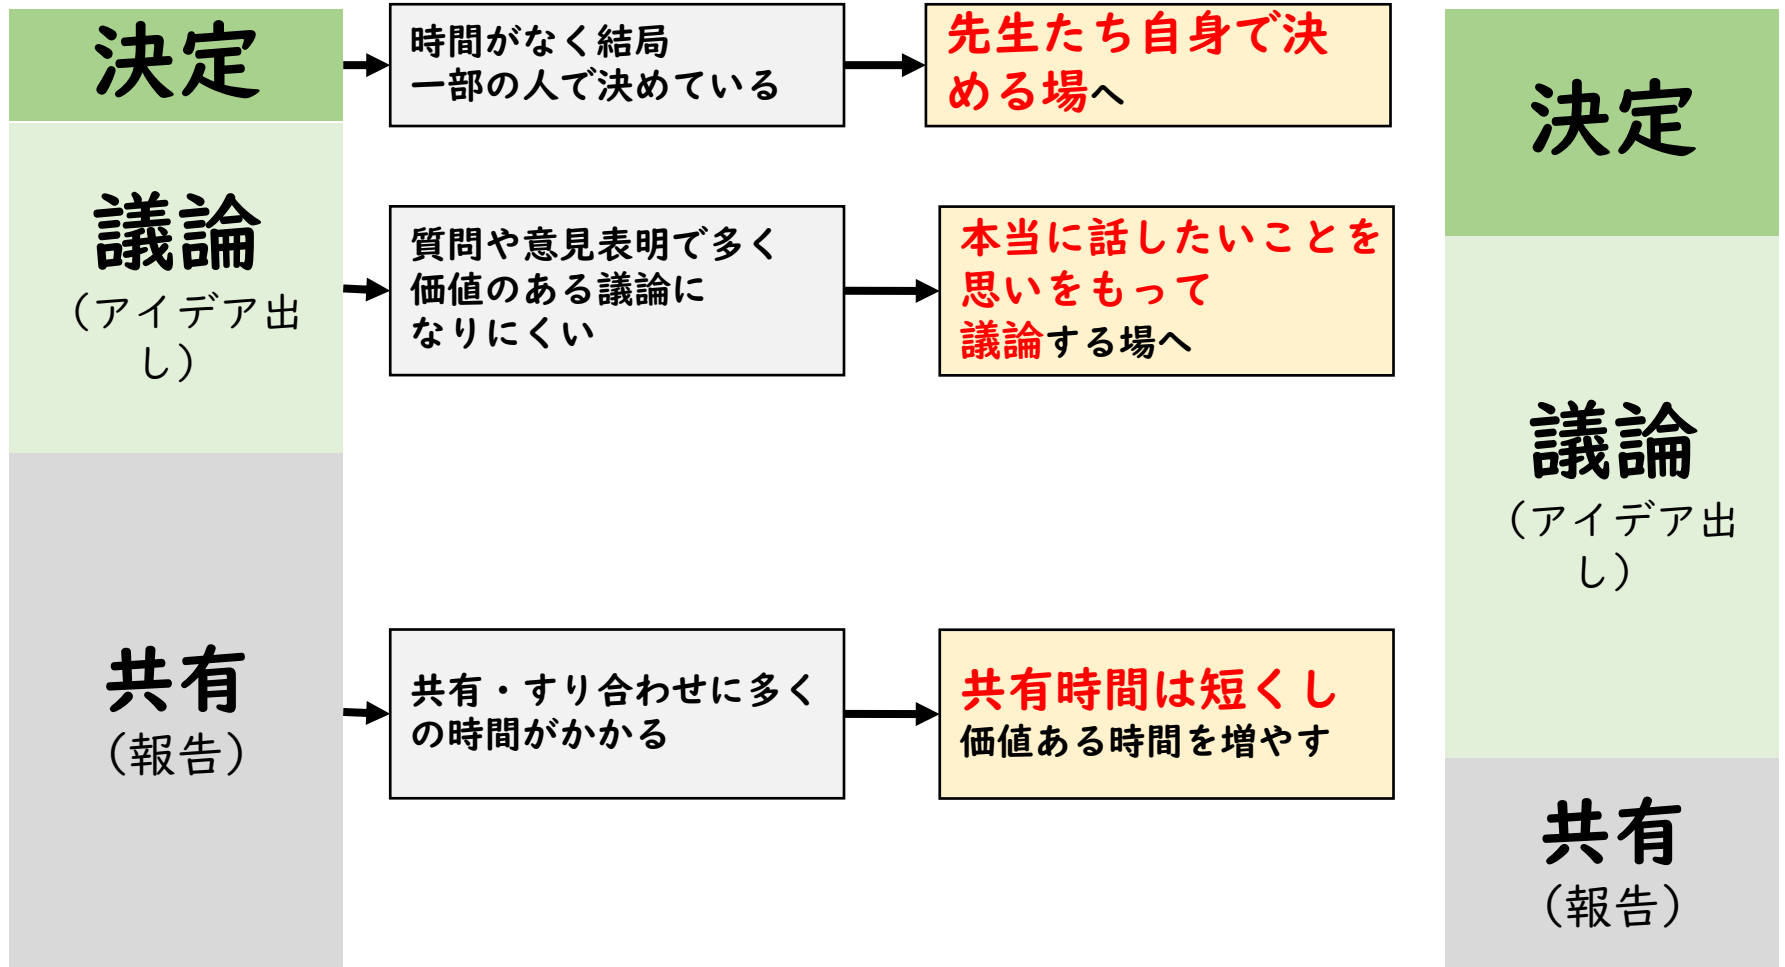 決定
時間がなく結局
一部の人で決めている
先生たち自身で決
める場へ
議論
（アイデア出
し）
質問や意見表明で多く
価値のある議論に
なりにくい
本当に話したいことを
思いをもって
議論する場へ
共有
（報告）
共有・すり合わせに多く
の時間がかかる
共有時間は短くし
価値ある時間を増やす
決定
議論
（アイデア出
し）
共有
（報告）